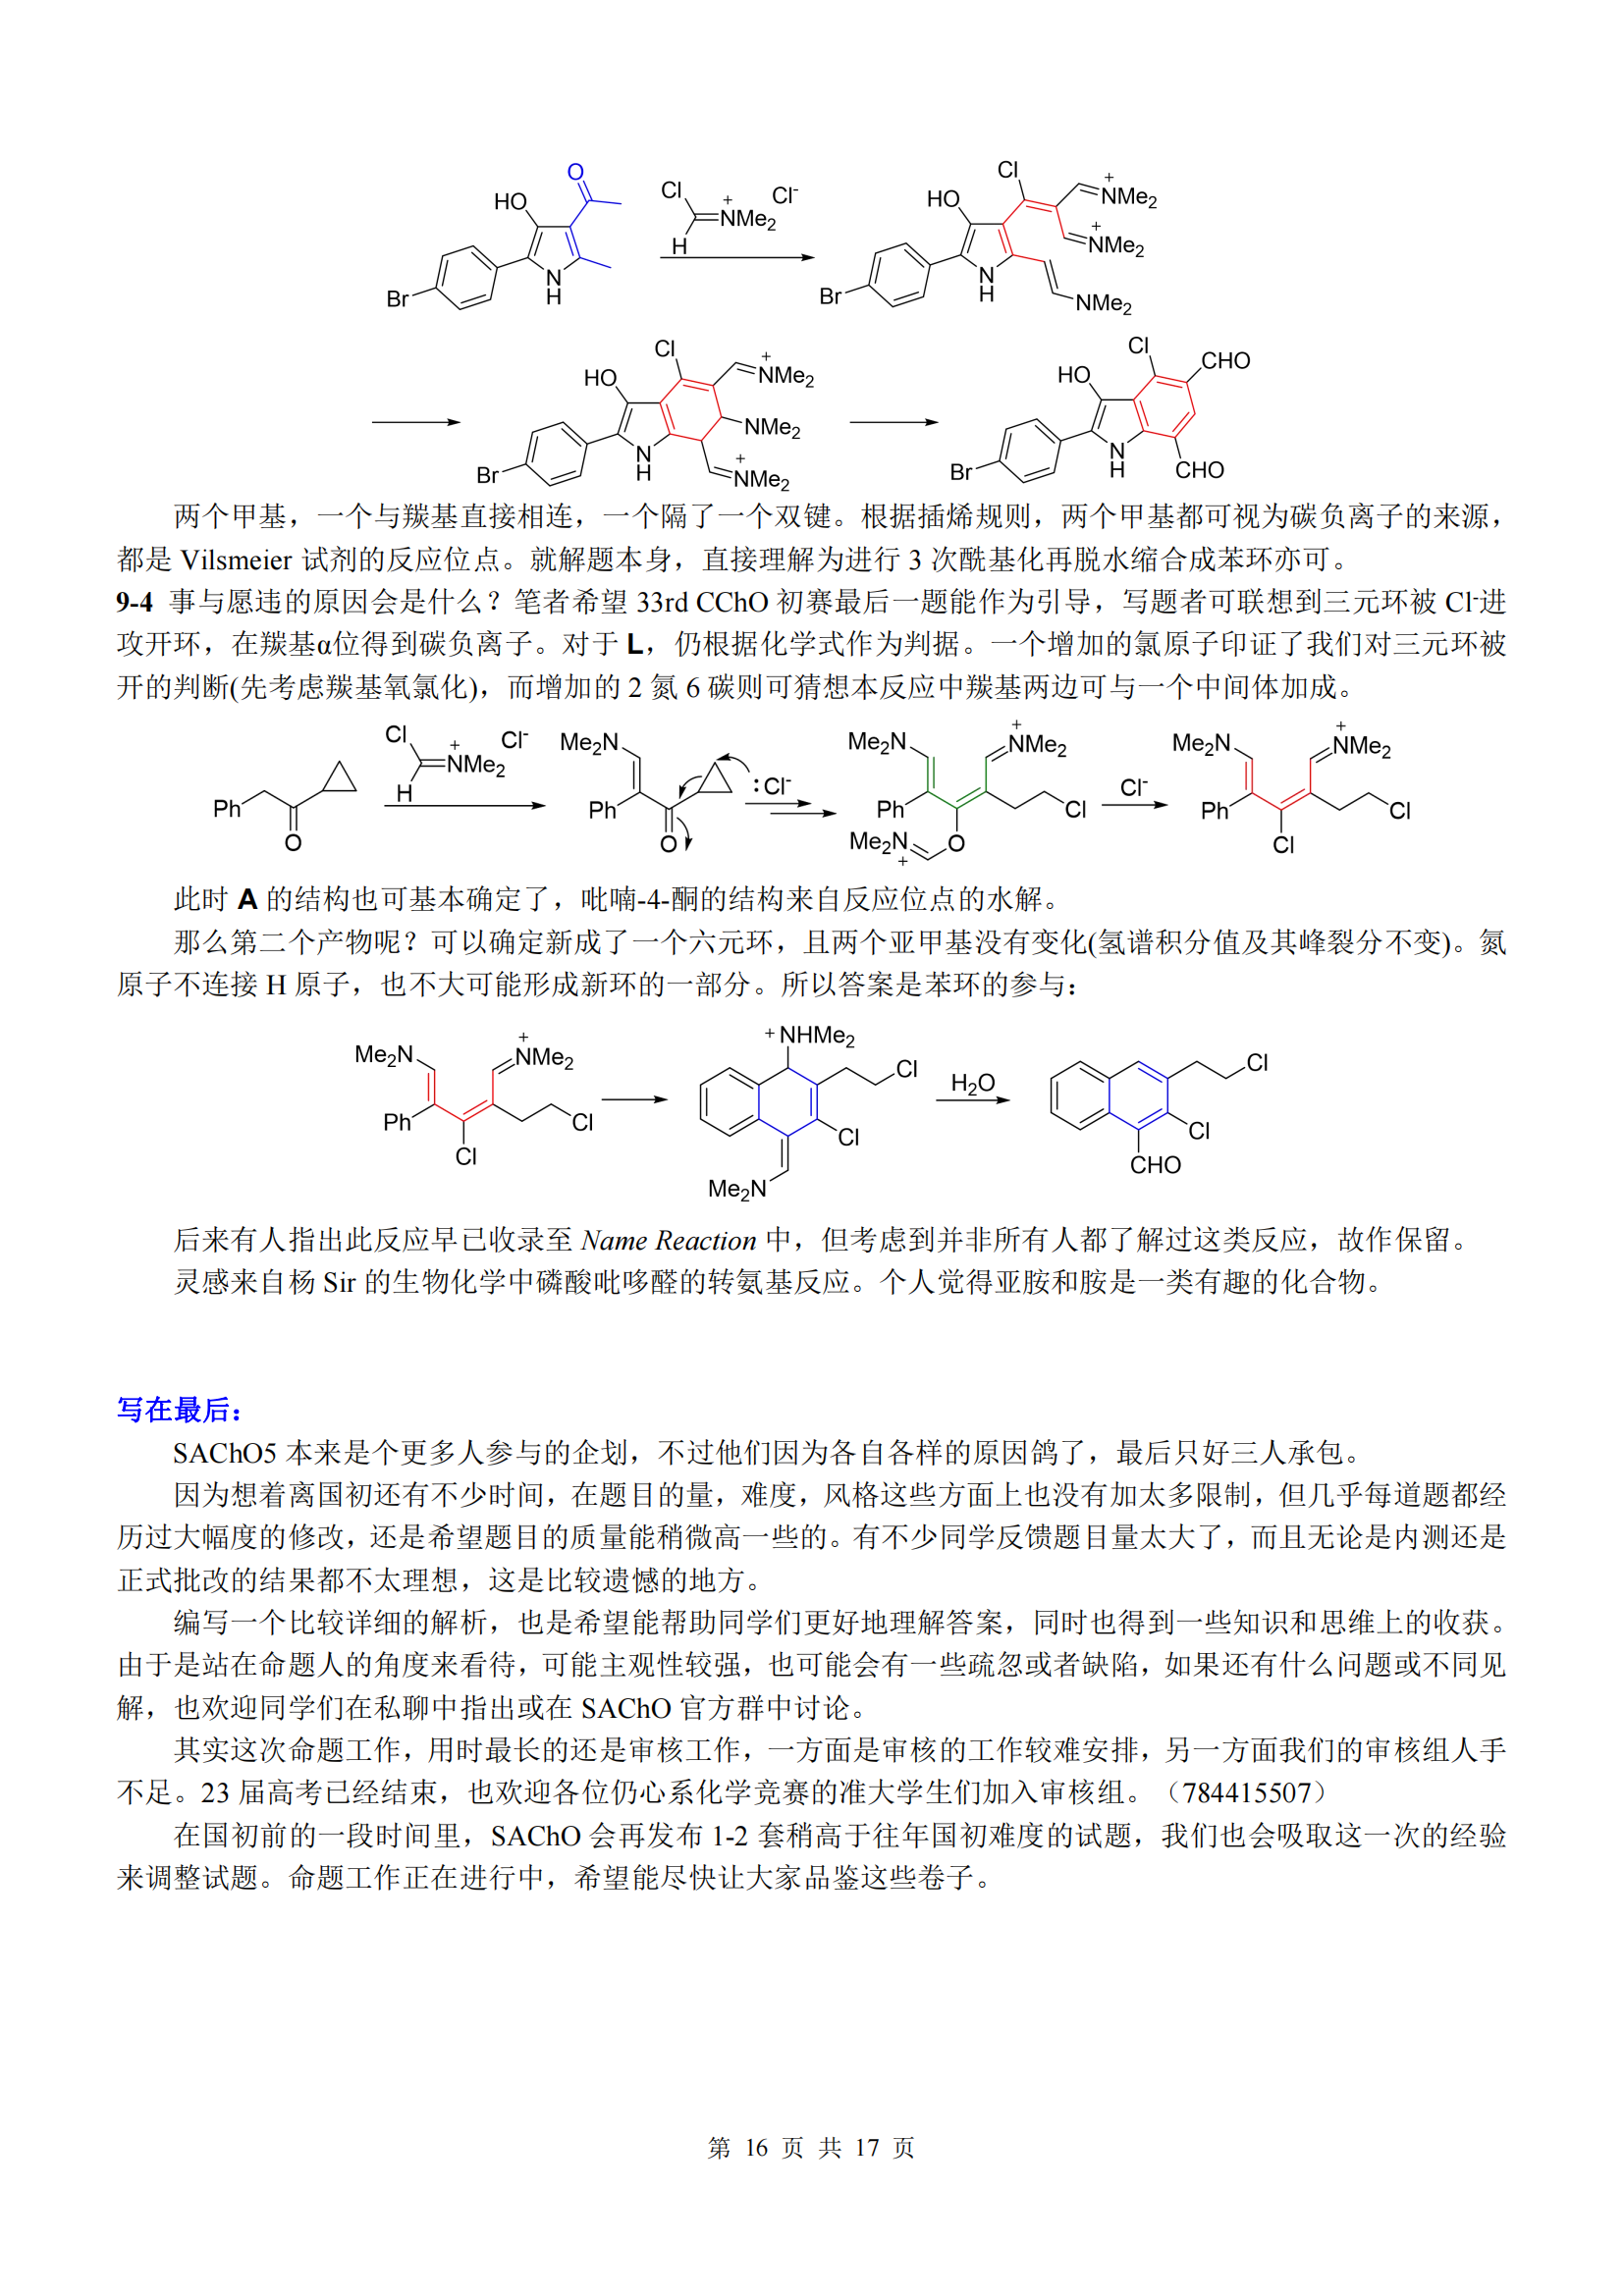 O
HO
Cl
+
Cl-
NMe2
H
N
H
Br
Cl
+
NMe2
HO
+
NMe2
N
H
Br
NMe2
Cl
+
NMe2
HO
NMe2
N
H
+
NMe2
Br
Cl
CHO
HO
N
H
Br
CHO
两个甲基，一个与羰基直接相连，一个隔了一个双键。根据插烯规则，两个甲基都可视为碳负离子的来源，
都是 Vilsmeier 试剂的反应位点。就解题本身，直接理解为进行 3 次酰基化再脱水缩合成苯环亦可。
9-4 事与愿违的原因会是什么？笔者希望 33rd CChO 初赛最后一题能作为引导，写题者可联想到三元环被 Cl-进
攻开环，在羰基α位得到碳负离子。对于 L，仍根据化学式作为判据。一个增加的氯原子印证了我们对三元环被
开的判断(先考虑羰基氧氯化)，而增加的 2 氮 6 碳则可猜想本反应中羰基两边可与一个中间体加成。
Ph
O
Cl
+
Cl-
NMe2
H
Me2N
Ph
O
:Cl-
Me2N
+
NMe2
Ph
Cl
Me2N
+
O
Cl-
Me2N
+
NMe2
Ph
Cl
Cl
此时 A 的结构也可基本确定了，吡喃-4-酮的结构来自反应位点的水解。
那么第二个产物呢？可以确定新成了一个六元环，且两个亚甲基没有变化(氢谱积分值及其峰裂分不变)。氮
原子不连接 H 原子，也不大可能形成新环的一部分。所以答案是苯环的参与：
Me2N
+
NMe2
Ph
Cl
Cl
+NHMe2
Cl
Cl
Me2N
H2O
Cl
Cl
CHO
后来有人指出此反应早已收录至 Name Reaction 中，但考虑到并非所有人都了解过这类反应，故作保留。
灵感来自杨 Sir 的生物化学中磷酸吡哆醛的转氨基反应。个人觉得亚胺和胺是一类有趣的化合物。
写在最后：
SAChO5 本来是个更多人参与的企划，不过他们因为各自各样的原因鸽了，最后只好三人承包。
因为想着离国初还有不少时间，在题目的量，难度，风格这些方面上也没有加太多限制，但几乎每道题都经
历过大幅度的修改，还是希望题目的质量能稍微高一些的。有不少同学反馈题目量太大了，而且无论是内测还是
正式批改的结果都不太理想，这是比较遗憾的地方。
编写一个比较详细的解析，也是希望能帮助同学们更好地理解答案，同时也得到一些知识和思维上的收获。
由于是站在命题人的角度来看待，可能主观性较强，也可能会有一些疏忽或者缺陷，如果还有什么问题或不同见
解，也欢迎同学们在私聊中指出或在 SAChO 官方群中讨论。
其实这次命题工作，用时最长的还是审核工作，一方面是审核的工作较难安排，另一方面我们的审核组人手
不足。23 届高考已经结束，也欢迎各位仍心系化学竞赛的准大学生们加入审核组。（784415507）
在国初前的一段时间里，SAChO 会再发布 1-2 套稍高于往年国初难度的试题，我们也会吸取这一次的经验
来调整试题。命题工作正在进行中，希望能尽快让大家品鉴这些卷子。
第 16 页 共 17 页